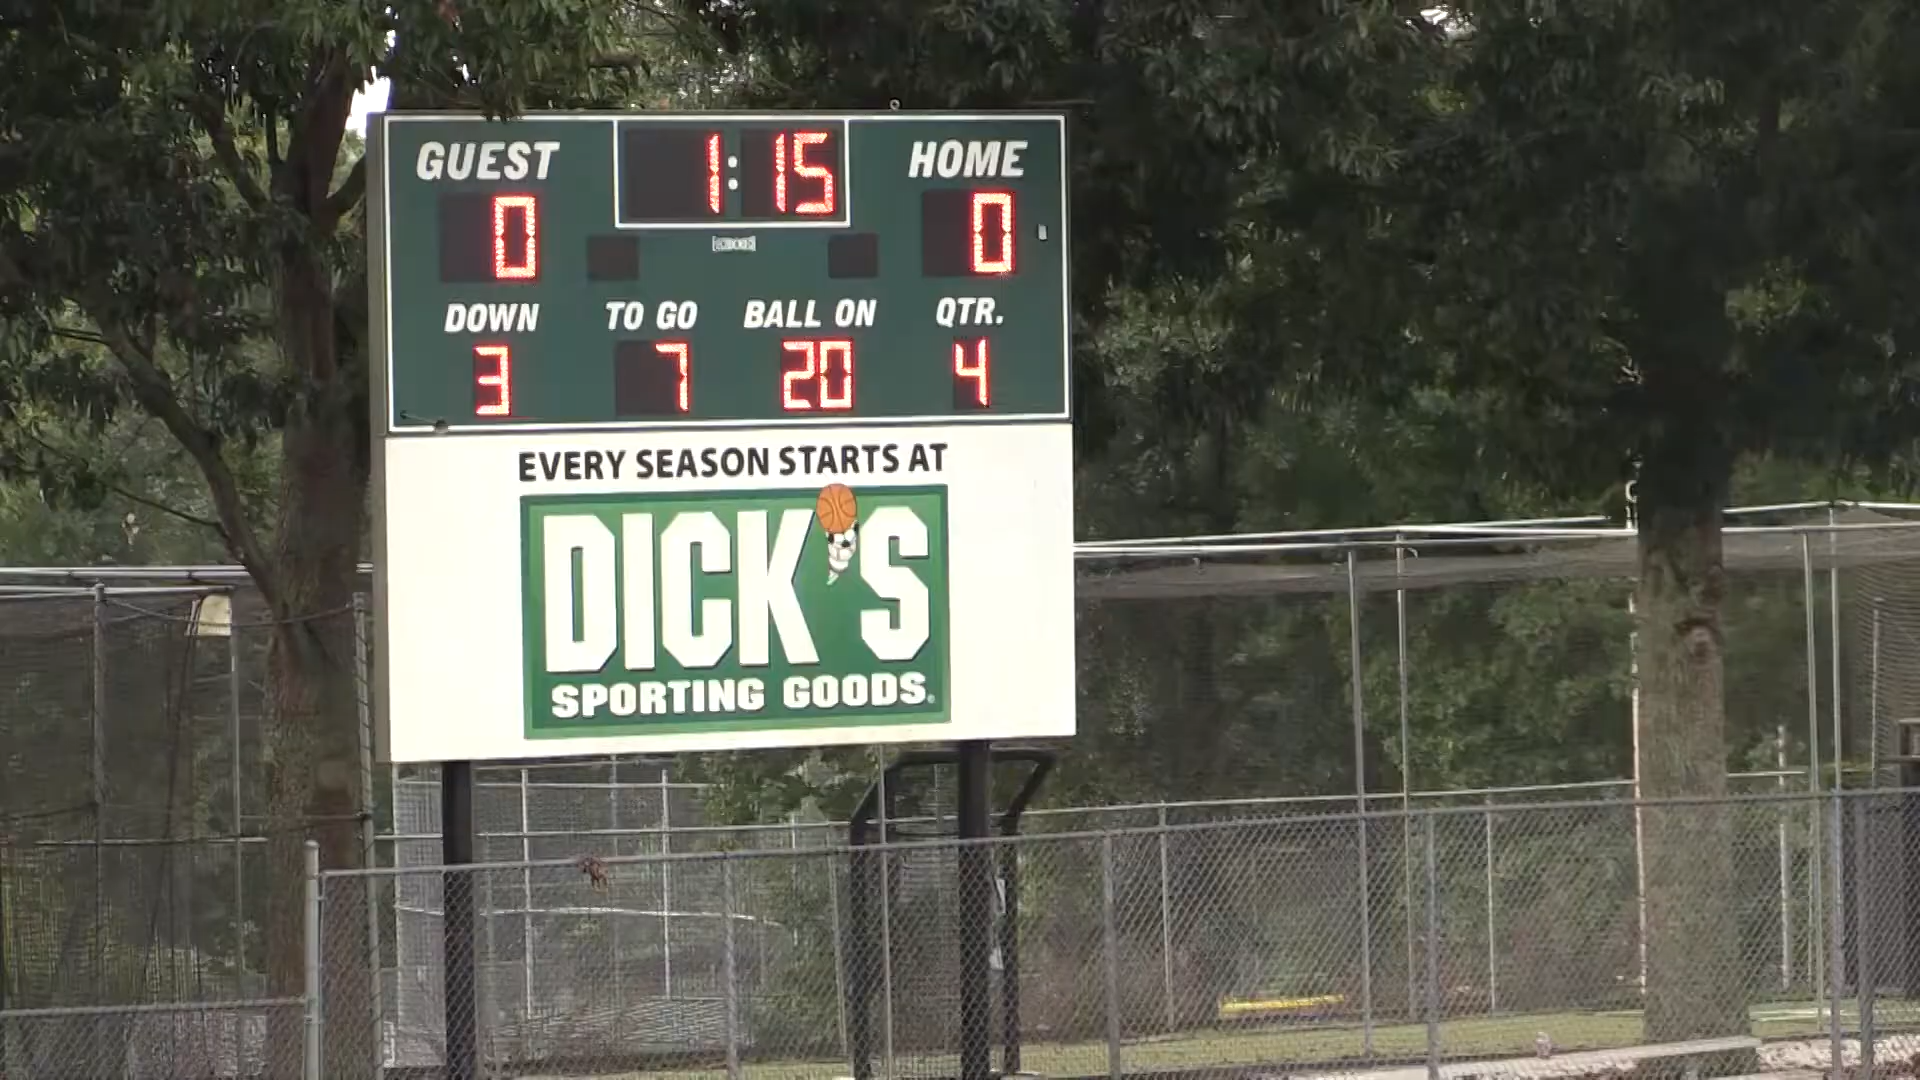 GUEST 1:15 HOME
0 0
DOWN TO GO BALL ON QTR.
3 7 20 4
EVERY SEASON STARTS AT
DICK'S
SPORTING GOODS.